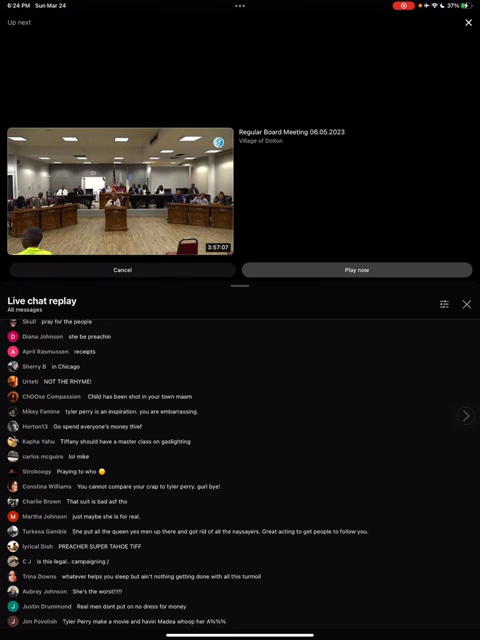 6:24 PM Sun Mar 24
37%
Up next
Regular Board Meeting 06.05.2023
Village of Dolton
3:57:07
Cancel
Play now
Live chat replay
All messages
Skull pray for the people
D Diana Johnson she be preachin
A April Rasmussen receipts
Sherry B in Chicago
Urteti NOT THE RHYME!
ChOOse Compassion Child has been shot in your town maam
Mikey Famine tyler perry is an inspiration. you are embarrassing.
Horton13 Go spend everyone's money thief
Kapha Yahu Tiffany should have a master class on gaslighting
carlos mcguire lol mike
Stroboogy Praying to who �修
Constina Williams You cannot compare your crap to tyler perry. gurl bye!
Charlie Brown That suit is bad asf tho
M Martha Johnson just maybe she is for real.
Turkesa Gamble She put all the queen yes men up there and got rid of all the naysayers. Great acting to get people to follow you.
lyrical Dish PREACHER SUPER TAHOE TIFF
C J is this legal.. campaigning /
Trina Downs whatever helps you sleep but ain't nothing getting done with all this turmoil
Aubrey Johnson She's the worst!!!!!
J Justin Drummond Real men dont put on no dress for money
J Jim Povolish Tyler Perry make a movie and havin Madea whoop her A%%%